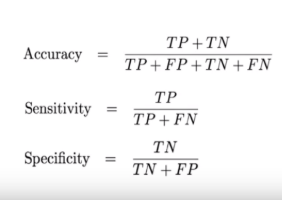 Accuracy = TP + TN / TP + FP + TN + FN
Sensitivity = TP / TP + FN
Specificity = TN / TN + FP